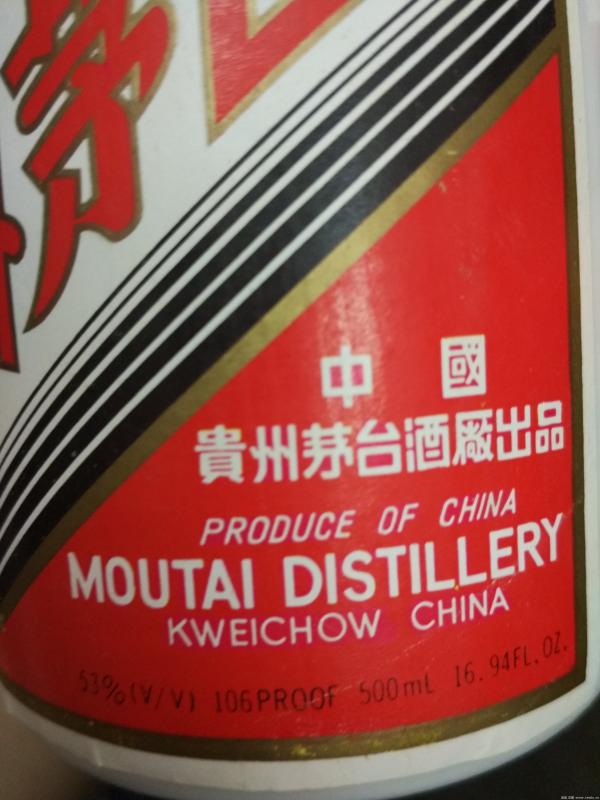 茅
中 國
貴州茅台酒廠出品
PRODUCE OF CHINA
MOUTAI DISTILLERY
KWEICHOW CHINA
53%(V/V) 106PROOF 500mL 16.94FL.OZ.